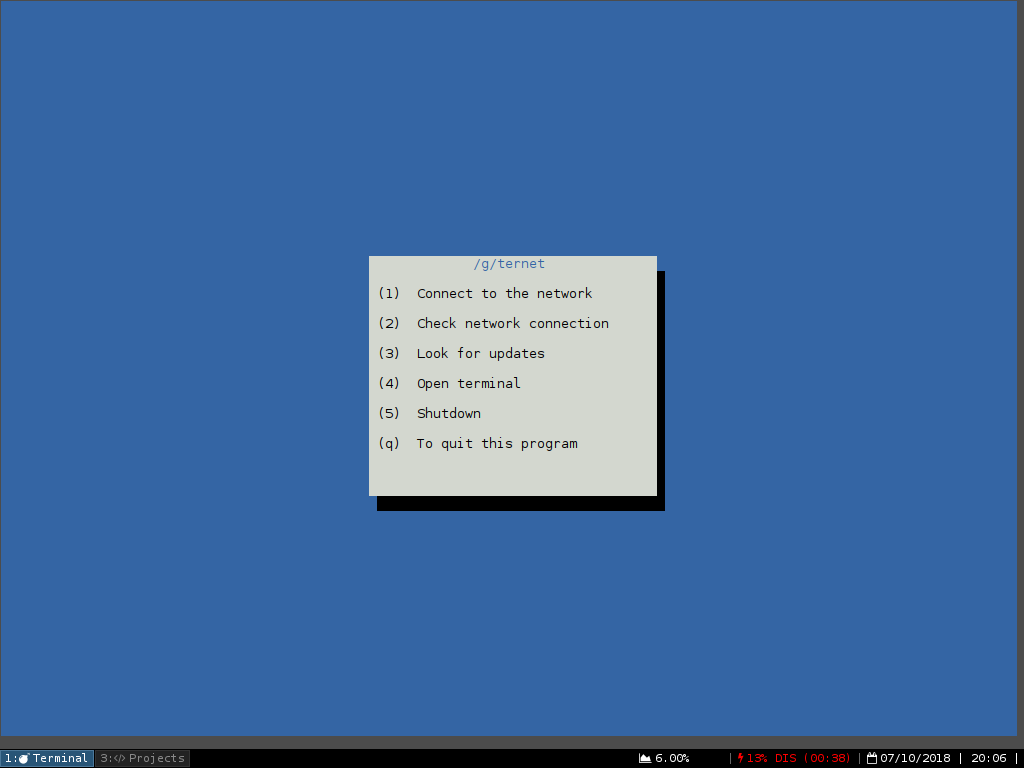 /g/ternet
(1) Connect to the network
(2) Check network connection
(3) Look for updates
(4) Open terminal
(5) Shutdown
(q) To quit this program
1: Terminal 3:</> Projects 6.00% | 13% DIS (00:38) | 07/10/2018 | 20:06 |